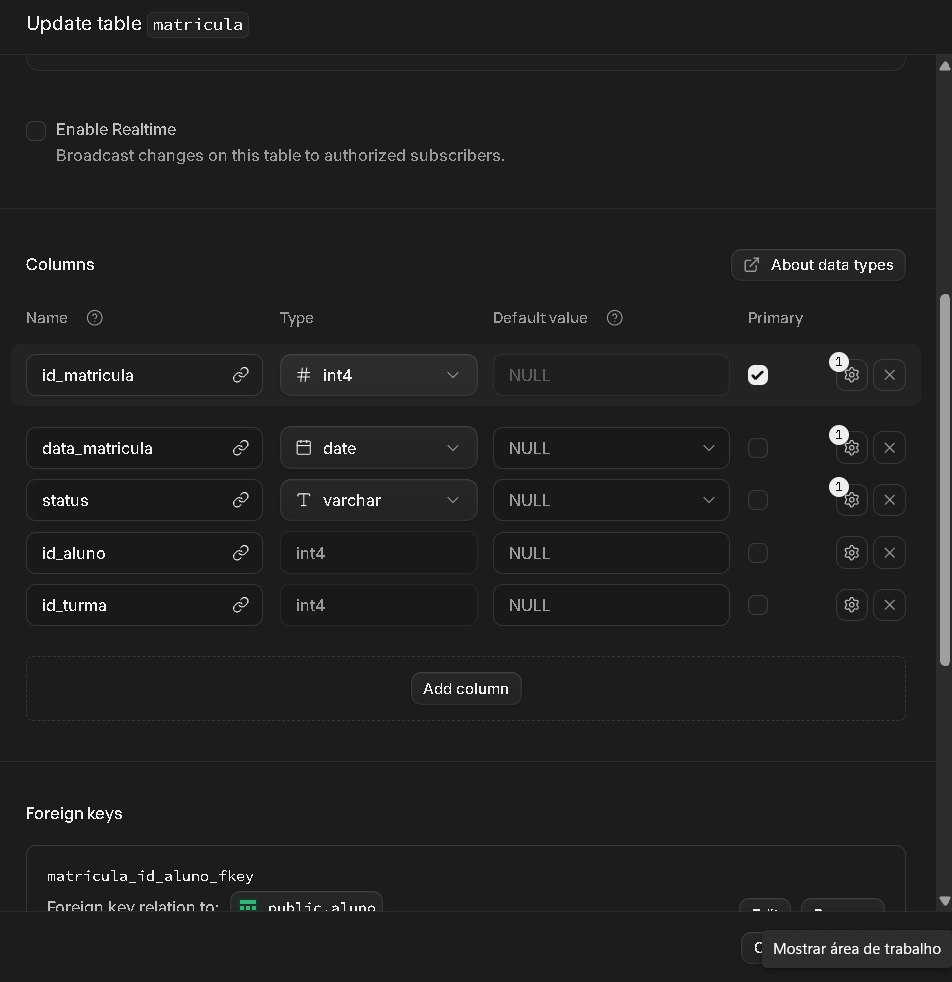 Update table matricula
Enable Realtime
Broadcast changes on this table to authorized subscribers.
Columns
About data types
Name Type Default value Primary
id_matricula int4 NULL 1
data_matricula date NULL 1
status varchar NULL 1
id_aluno int4 NULL
id_turma int4 NULL
Add column
Foreign keys
matricula_id_aluno_fkey
Foreign key relation to: public.aluno
Mostrar área de trabalho